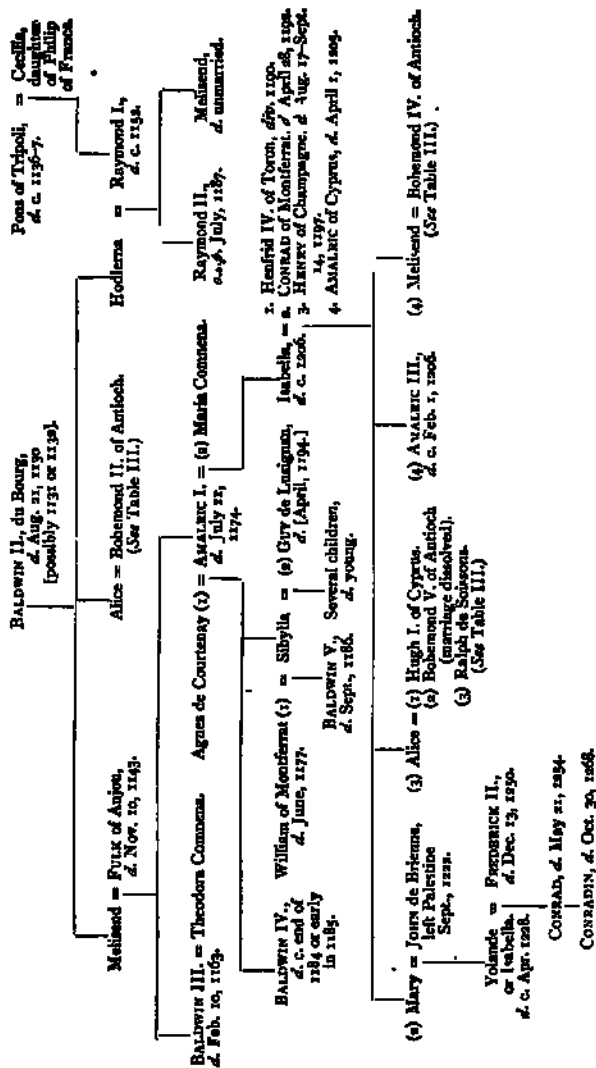 BALDWIN II., du Bourg,
d. Aug. 21, 1130
[possibly 1131 or 1132].
Pons of Tripoli,
d. c. 1136-7.
= Cecilia,
daughter
of Philip
of France.
Melisend = FULK of Anjou,
d. Nov. 10, 1143.
Alice = Bohemond II. of Antioch.
(See Table III.)
Hodierna
=
Raymond I.,
d. c. 1152.
BALDWIN III. = Theodora Comnena.
d. Feb. 10, 1163.
Agnes de Courtenay (1) = AMALRIC I. = (2) Maria Comnena.
d. July 11,
1174.
Raymond II.,
o.s.p. July, 1187.
Melisend,
d. unmarried.
BALDWIN IV.,
d. c. end of
1184 or early
in 1185.
William of Montferrat (1) = Sibylla = (2) GUY de Lusignan,
d. June, 1177.
d. [April, 1194.]
Isabella, =
d. c. 1206.
1. Henfrid IV. of Toron, div. 1190.
2. CONRAD of Montferrat. d. April 28, 1192.
3. HENRY of Champagne. d. Aug. 17-Sept.
14, 1197.
4. AMALRIC of Cyprus, d. April 1, 1205.
BALDWIN V.,
d. Sept., 1186.
Several children,
d. young.
(2) Mary = JOHN de Brienne,
left Palestine
Sept., 1222.
(3) Alice = (1) Hugh I. of Cyprus.
(2) Bohemond V. of Antioch
(marriage dissolved).
(3) Ralph de Soissons.
(See Table III.)
(4) AMALRIC III.,
d. c. Feb. 1, 1206.
(4) Melisend = Bohemond IV. of Antioch.
(See Table III.)
Yolande = FREDERICK II.,
or Isabella.
d. Dec. 13, 1250.
d. c. Apr. 1228.
CONRAD, d. May 21, 1254.
CONRADIN, d. Oct. 30, 1268.